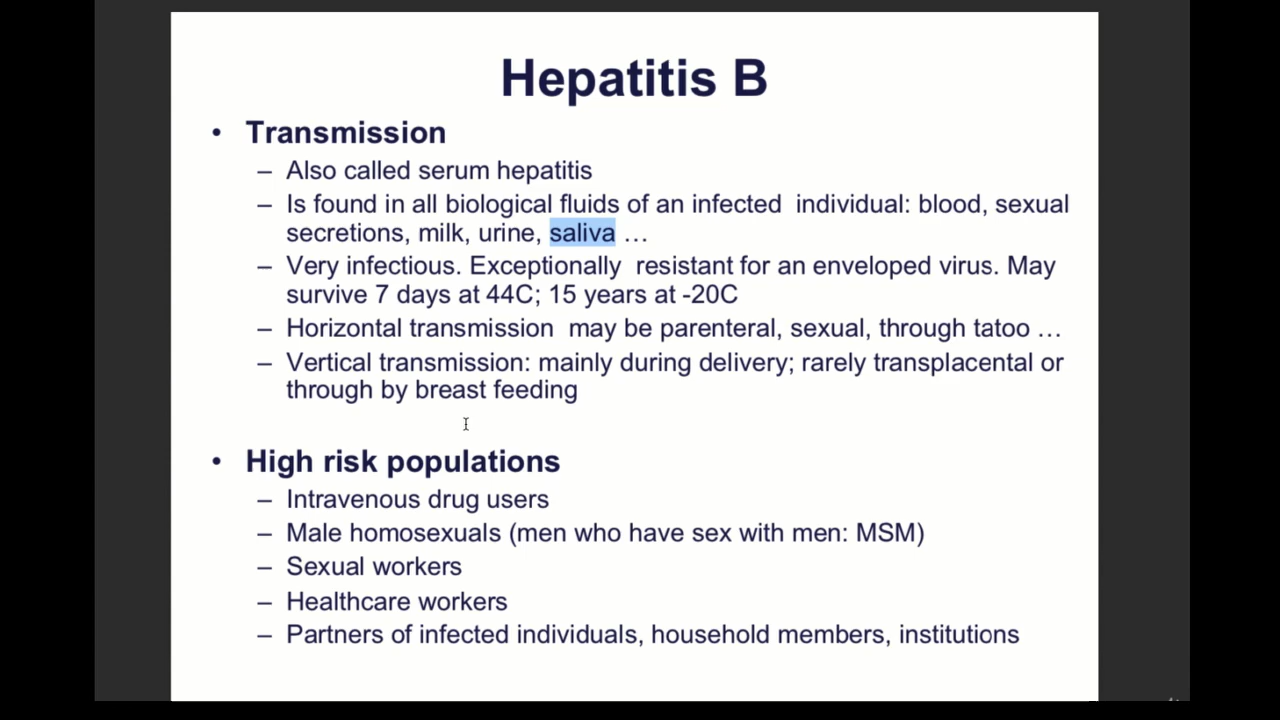 Hepatitis B
• Transmission
– Also called serum hepatitis
– Is found in all biological fluids of an infected individual: blood, sexual
secretions, milk, urine, saliva …
– Very infectious. Exceptionally resistant for an enveloped virus. May
survive 7 days at 44C; 15 years at -20C
– Horizontal transmission may be parenteral, sexual, through tatoo …
– Vertical transmission: mainly during delivery; rarely transplacental or
through by breast feeding
• High risk populations
– Intravenous drug users
– Male homosexuals (men who have sex with men: MSM)
– Sexual workers
– Healthcare workers
– Partners of infected individuals, household members, institutions